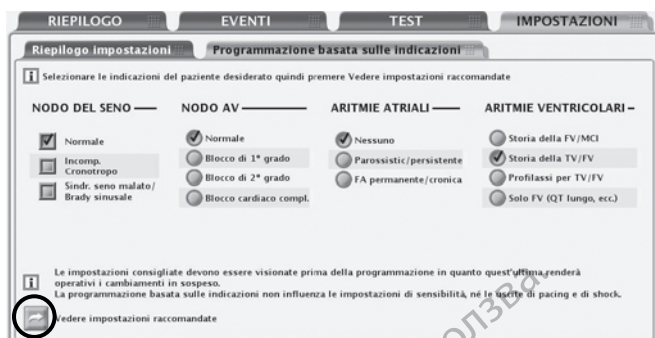 RIEPILOGO EVENTI TEST IMPOSTAZIONI
Riepilogo impostazioni Programmazione basata sulle indicazioni
i Selezionare le indicazioni del paziente desiderato quindi premere Vedere impostazioni raccomandate
NODO DEL SENO NODO AV ARITMIE ATRIALI ARITMIE VENTRICOLARI
Normale Normale Nessuno Storia della FV/MCI
Incomp. Cronotropo Blocco di 1° grado Parossistic/persistente Storia della TV/FV
Sindr. seno malato/ Blocco di 2° grado FA permanente/cronica Profilassi per TV/FV
Brady sinusale Blocco cardiaco compl. Solo FV (QT lungo, ecc.)
i Le impostazioni consigliate devono essere visionate prima della programmazione in quanto quest'ultima renderà
operativi i cambiamenti in sospeso.
La programmazione basata sulle indicazioni non influenza le impostazioni di sensibilità, né le uscite di pacing e di shock.
Vedere impostazioni raccomandate